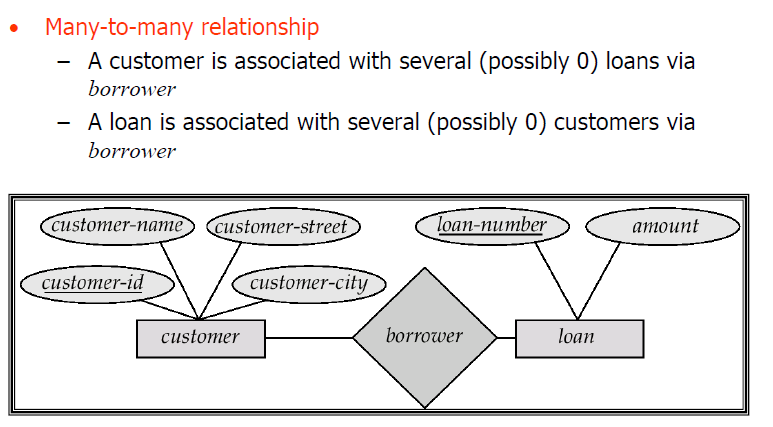 • Many-to-many relationship
– A customer is associated with several (possibly 0) loans via
borrower
– A loan is associated with several (possibly 0) customers via
borrower
customer-name customer-street loan-number amount
customer-id customer-city
customer borrower loan